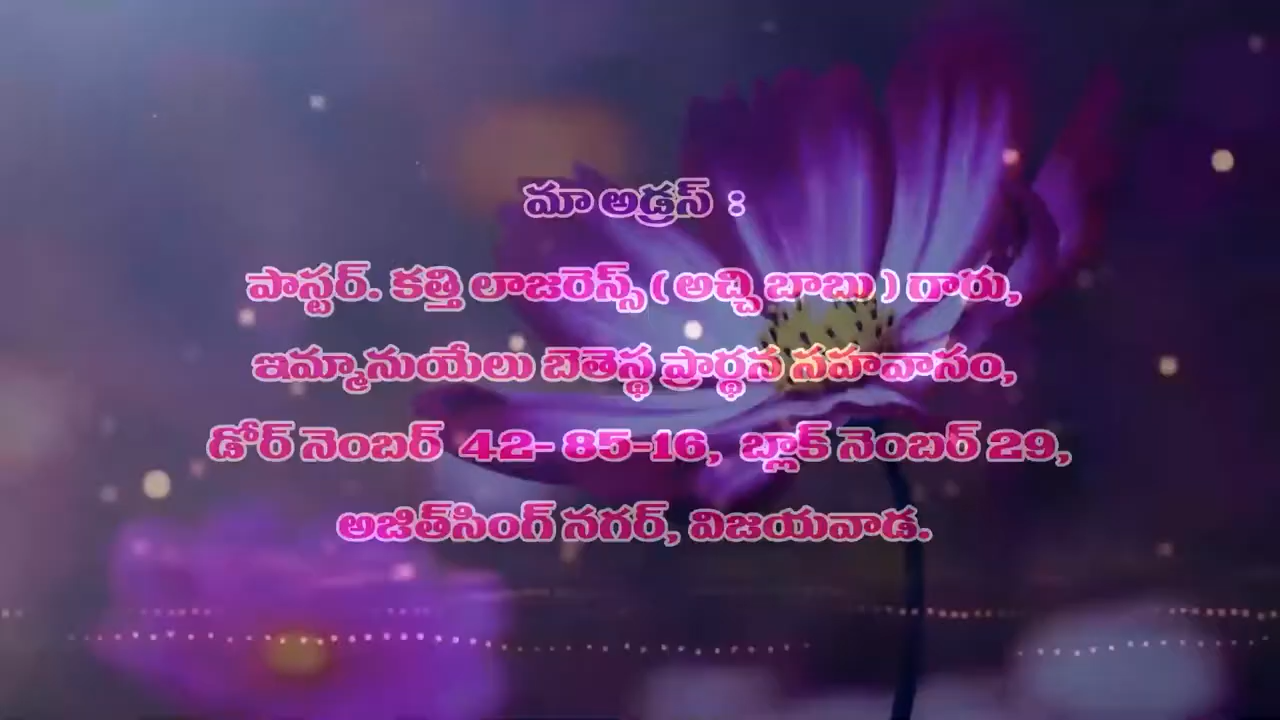 మా అడ్రస్ :
పాస్టర్. కత్తి లాజరెన్స్ ( అచ్చి బాబు ) గారు,
ఇమ్మానుయేలు బెతెస్థ ప్రార్థన సహవాసం,
డోర్ నెంబర్ 42- 85-16, బ్లాక్ నెంబర్ 29,
అజిత్‌సింగ్ నగర్, విజయవాడ.